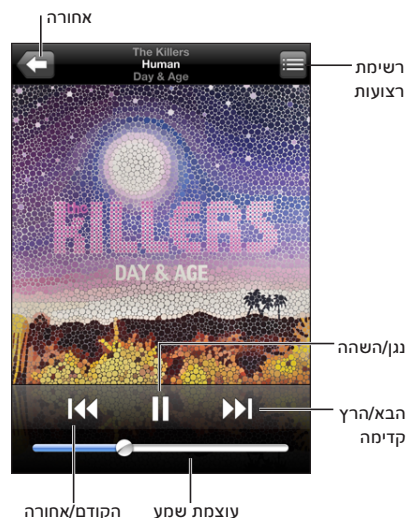 אחורה
The Killers
Human
Day & Age
רשימת
רצועות
the
KILLERS
DAY & AGE
נגן/השהה
הבא/הרץ
קדימה
הקודם/אחורה
עוצמת שמע